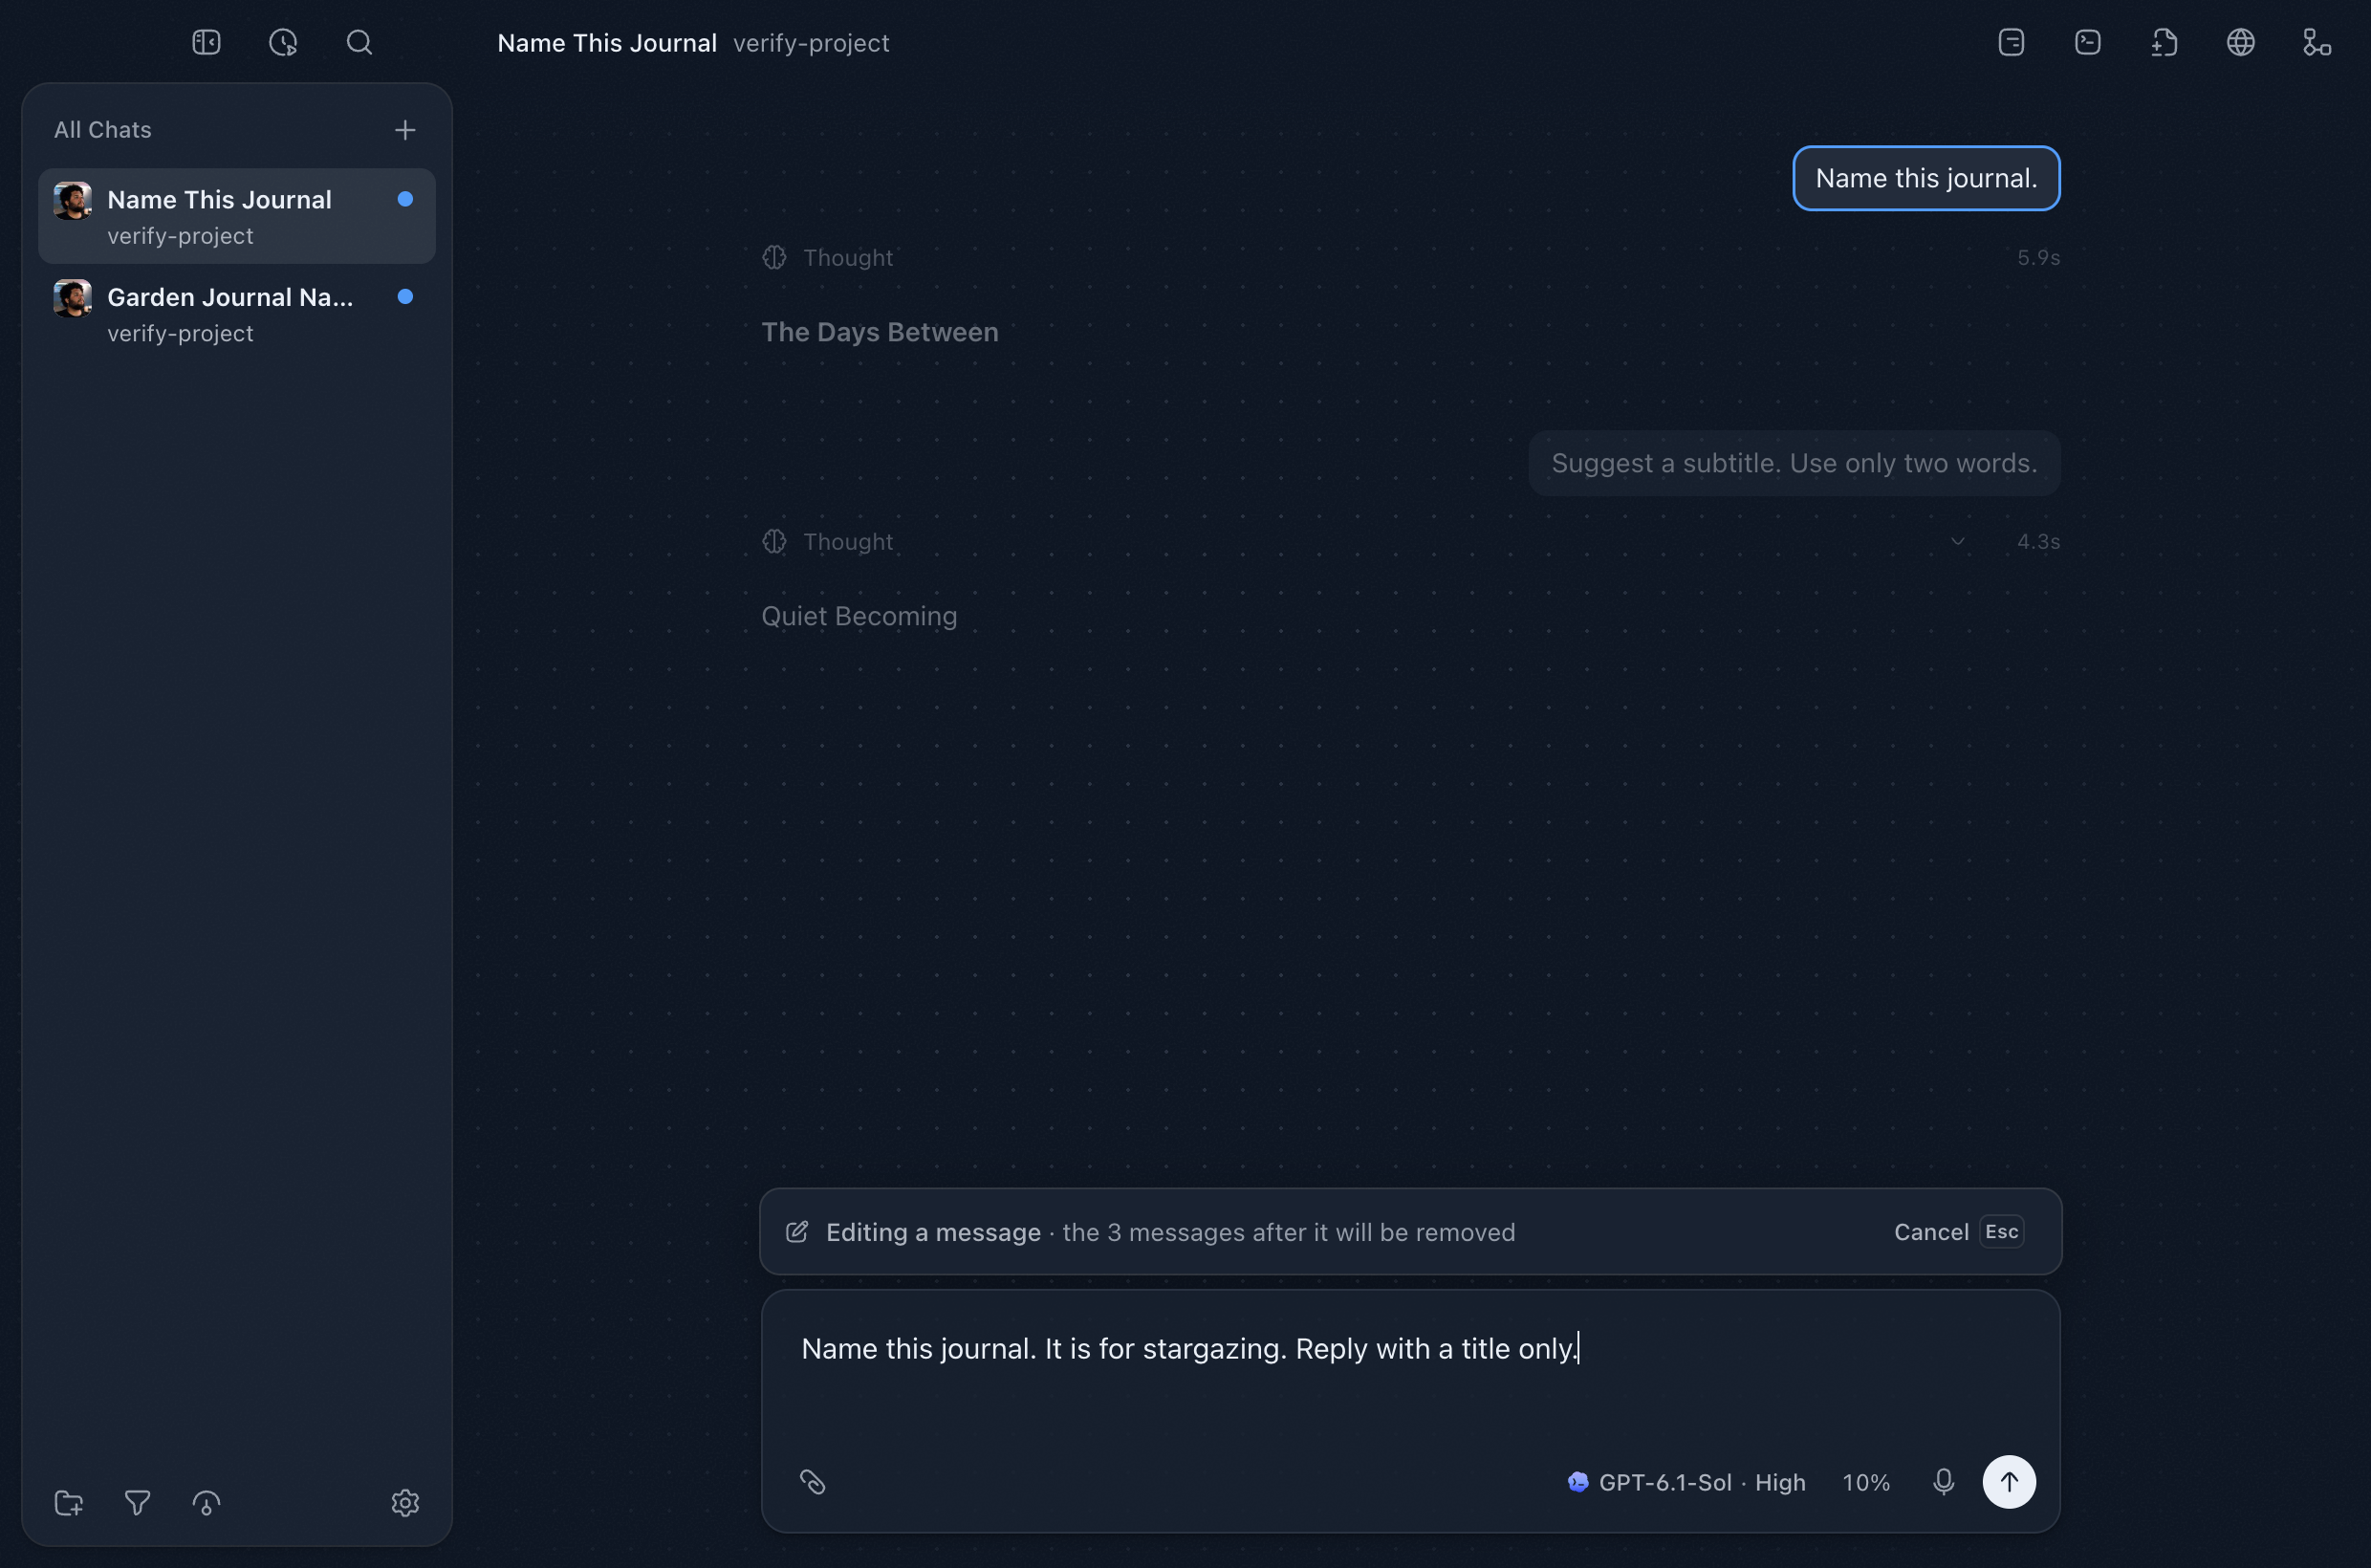 Name This Journal verify-project
All Chats
Name This Journal
verify-project
Garden Journal Na...
verify-project
Name this journal.
Thought 5.9s
The Days Between
Suggest a subtitle. Use only two words.
Thought 4.3s
Quiet Becoming
Editing a message · the 3 messages after it will be removed Cancel Esc
Name this journal. It is for stargazing. Reply with a title only.
GPT-6.1-Sol · High 10%